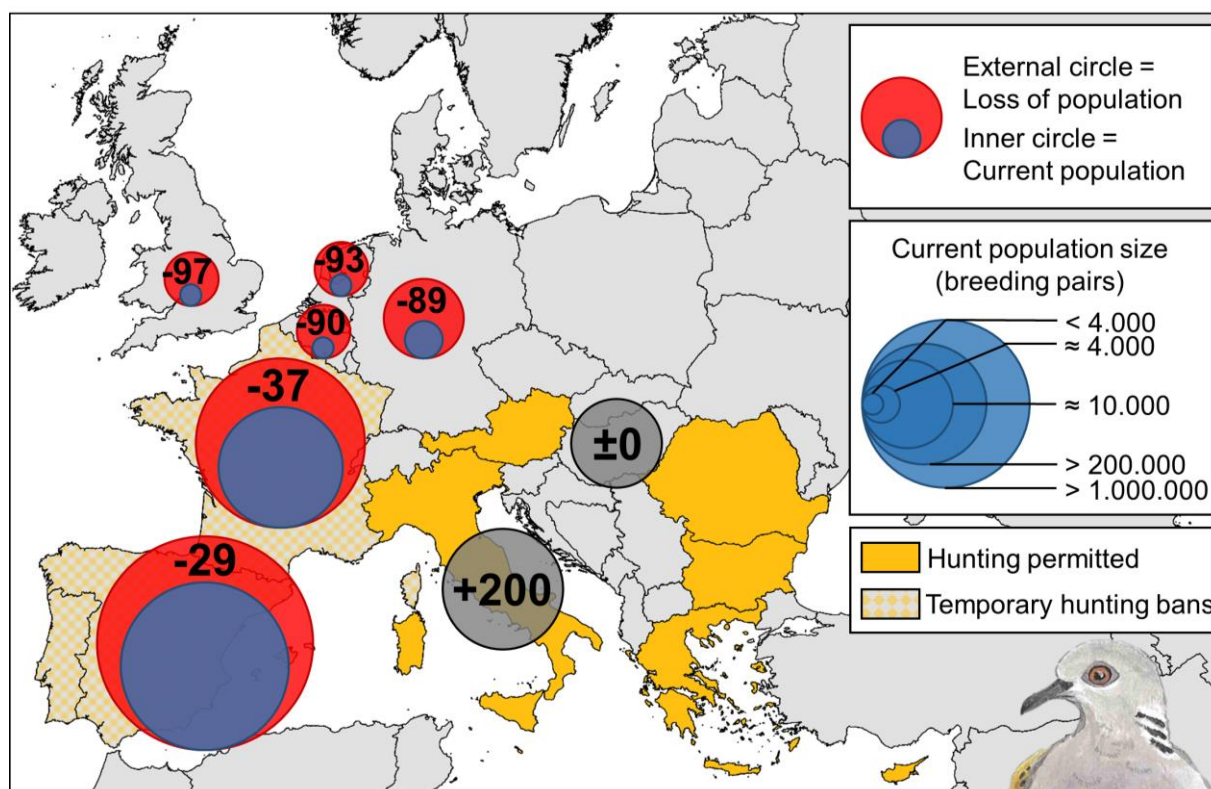 External circle =
Loss of population
Inner circle =
Current population
-97
-93
-90
-89
-37
±0
-29
+200
Current population size
(breeding pairs)
< 4.000
≈ 4.000
≈ 10.000
> 200.000
> 1.000.000
Hunting permitted
Temporary hunting bans